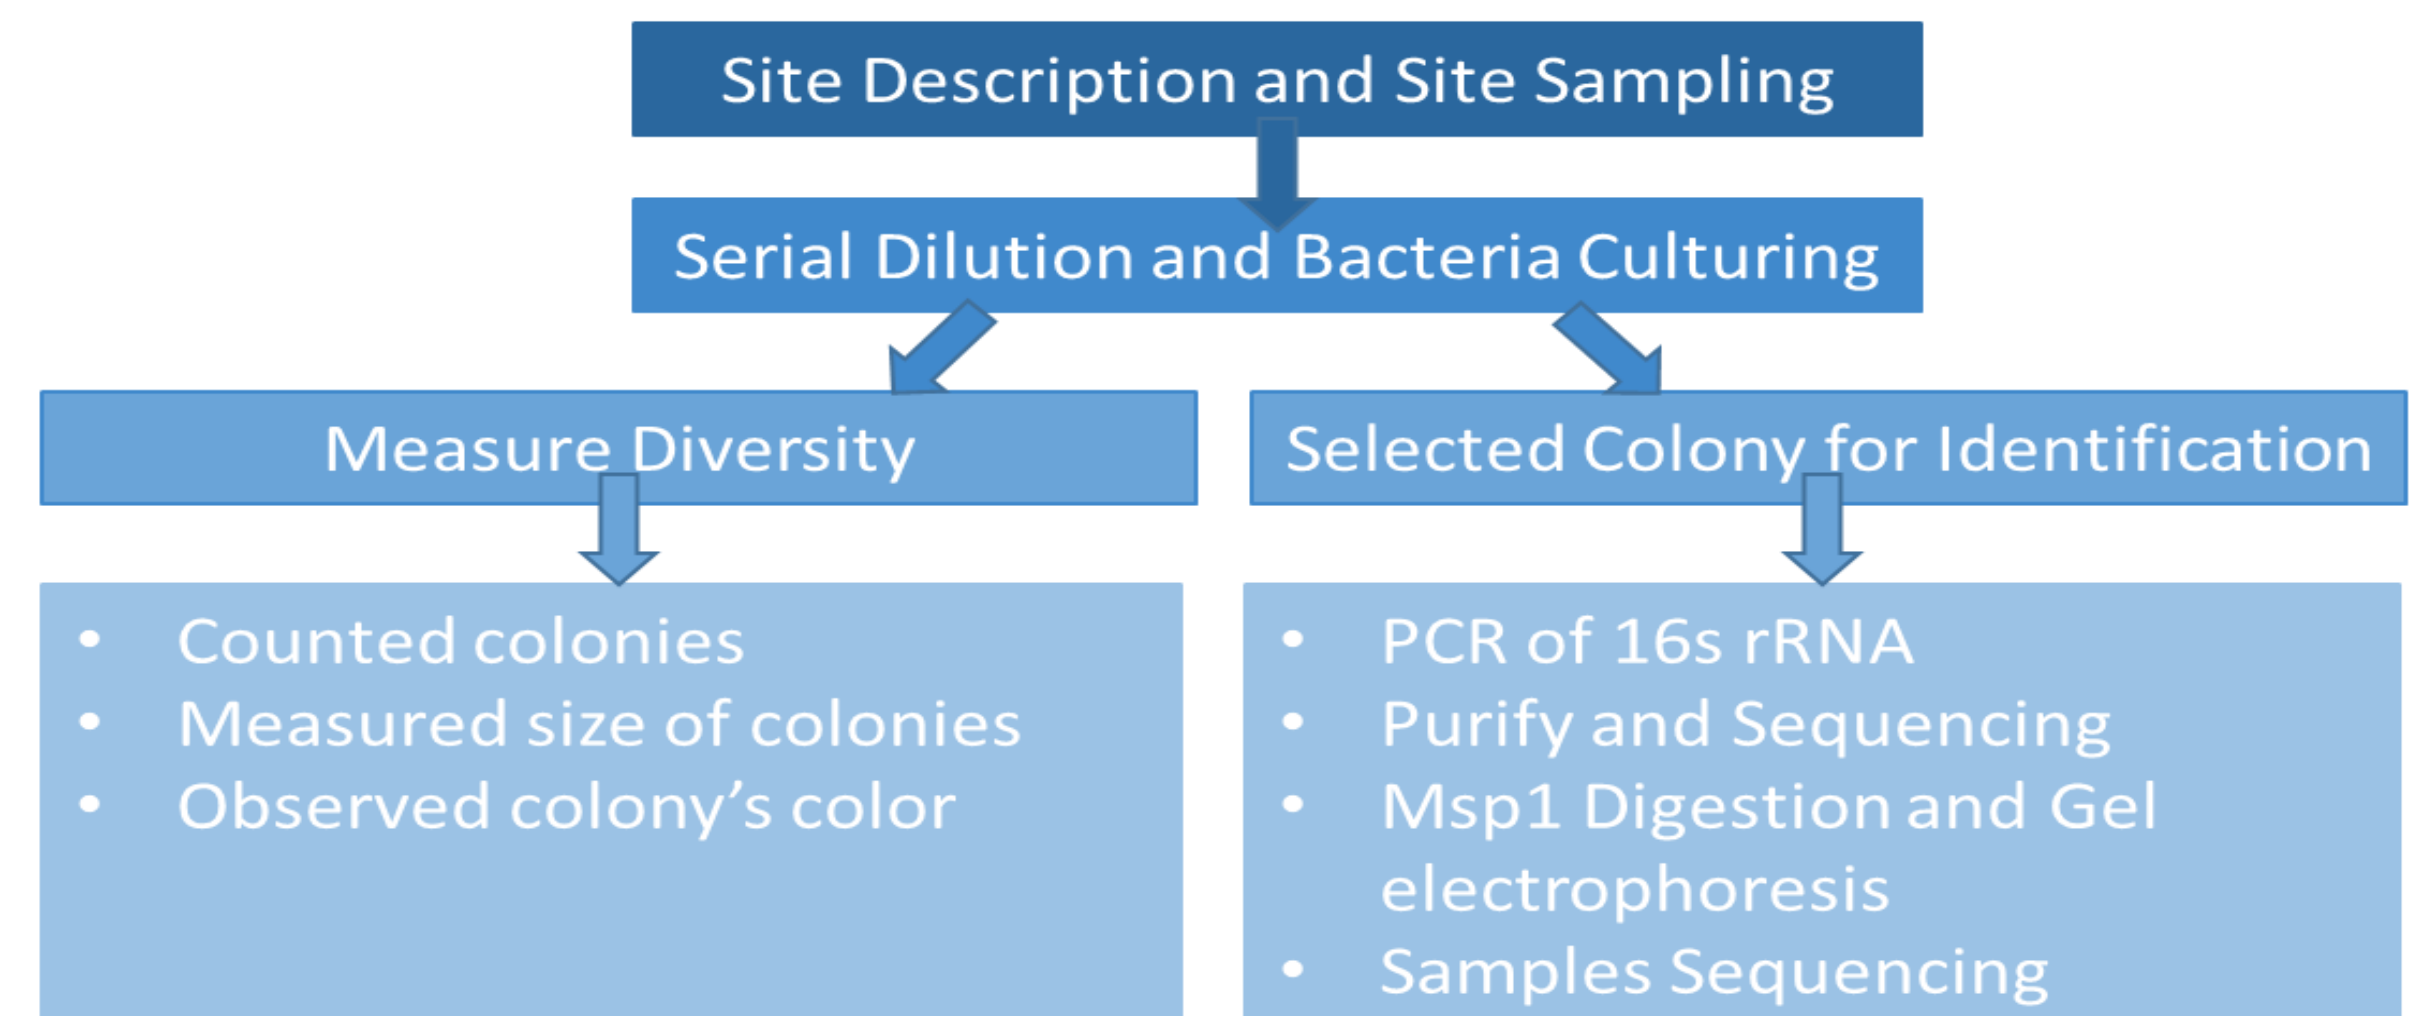 Site Description and Site Sampling
Serial Dilution and Bacteria Culturing
Measure Diversity
Selected Colony for Identification
• Counted colonies
• Measured size of colonies
• Observed colony’s color
• PCR of 16s rRNA
• Purify and Sequencing
• Msp1 Digestion and Gel
electrophoresis
• Samples Sequencing